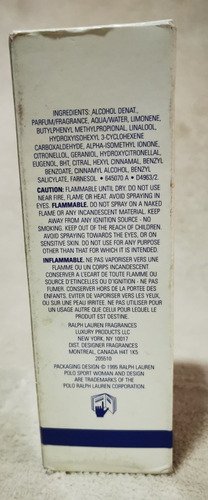 INGREDIENTS: ALCOHOL DENAT.,
PARFUM/FRAGRANCE, AQUA/WATER, LIMONENE,
BUTYLPHENYL METHYLPROPIONAL, LINALOOL,
HYDROXYISOHEXYL 3-CYCLOHEXENE
CARBOXALDEHYDE, ALPHA-ISOMETHYL IONONE,
CITRONELLOL, GERANIOL, HYDROXYCITRONELLAL,
EUGENOL, BHT, CITRAL, HEXYL CINNAMAL, BENZYL
BENZOATE, CINNAMYL ALCOHOL, BENZYL
SALICYLATE, FARNESOL. • 645070 A • D4963/2.
CAUTION: FLAMMABLE UNTIL DRY. DO NOT USE
NEAR FIRE, FLAME OR HEAT. AVOID SPRAYING IN
EYES. FLAMMABLE. DO NOT SPRAY ON A NAKED
FLAME OR ANY INCANDESCENT MATERIAL. KEEP
AWAY FROM ANY IGNITION SOURCE - NO
SMOKING. KEEP OUT OF THE REACH OF CHILDREN.
AVOID SPRAYING TOWARDS THE EYES, OR ON
SENSITIVE SKIN. DO NOT USE FOR ANY PURPOSE
OTHER THAN THAT FOR WHICH IT IS INTENDED.
INFLAMMABLE. NE PAS VAPORISER VERS UNE
FLAMME OU UN CORPS INCANDESCENT
CONSERVER A L'ECART DE TOUTE FLAMME OU
SOURCE D'ETINCELLES OU D'IGNITION - NE PAS
FUMER. CONSERVER HORS DE LA PORTEE DES
ENFANTS. EVITER DE VAPORISER VERS LES YEUX,
OU SUR UNE PEAU IRRITEE. NE PAS UTILISER POUR
UN USAGE AUTRE QUE CELUI POUR LEQUEL LE
PRODUIT EST DESTINE.
RALPH LAUREN FRAGRANCES
LUXURY PRODUCTS LLC
NEW YORK, NY 10017
DIST. DESIGNER FRAGRANCES
MONTREAL, CANADA H4T 1K5
205510
PACKAGING DESIGN © 1995 RALPH LAUREN
POLO SPORT WOMAN AND DESIGN
ARE TRADEMARKS OF THE
POLO RALPH LAUREN CORPORATION.